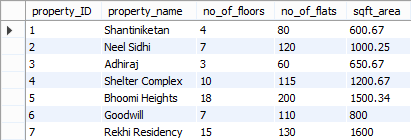 property_ID property_name no_of_floors no_of_flats sqft_area
1 Shantiniketan 4 80 600.67
2 Neel Sidhi 7 120 1000.25
3 Adhiraj 3 60 650.67
4 Shelter Complex 10 115 1200.67
5 Bhoomi Heights 18 200 1500.34
6 Goodwill 7 110 800
7 Rekhi Residency 15 130 1600